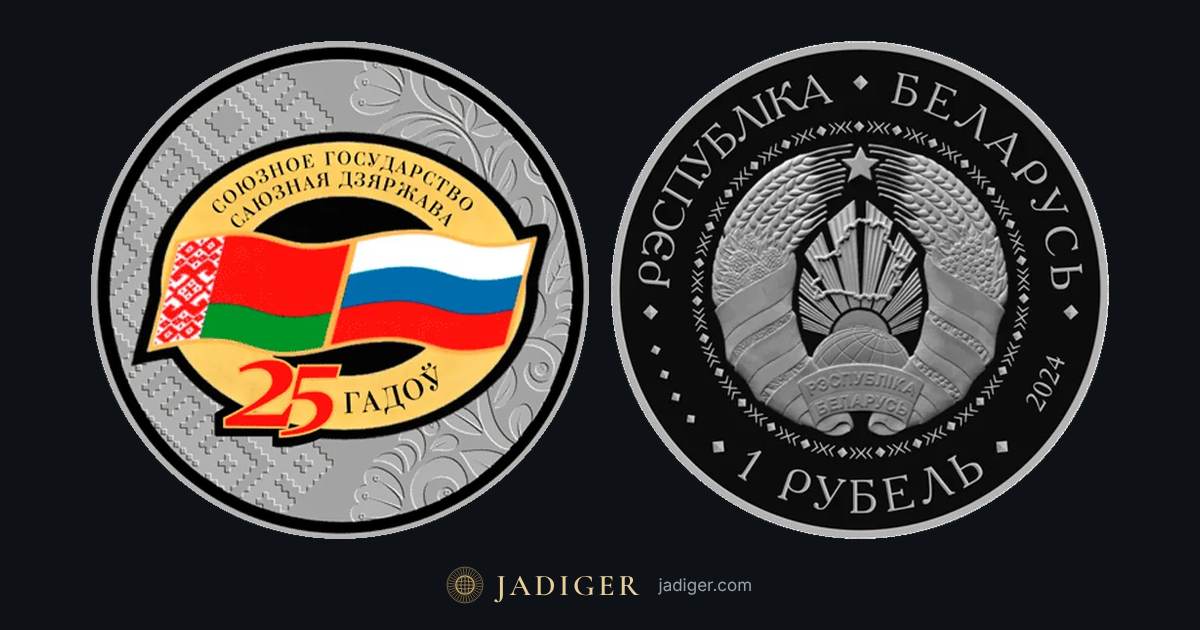 СОЮЗНОЕ ГОСУДАРСТВО
САЮЗНАЯ ДЗЯРЖАВА
25 ГАДОЎ
РЭСПУБЛІКА • БЕЛАРУСЬ
РЭСПУБЛІКА
БЕЛАРУСЬ
2024
1 РУБЕЛЬ
JADIGER jadiger.com